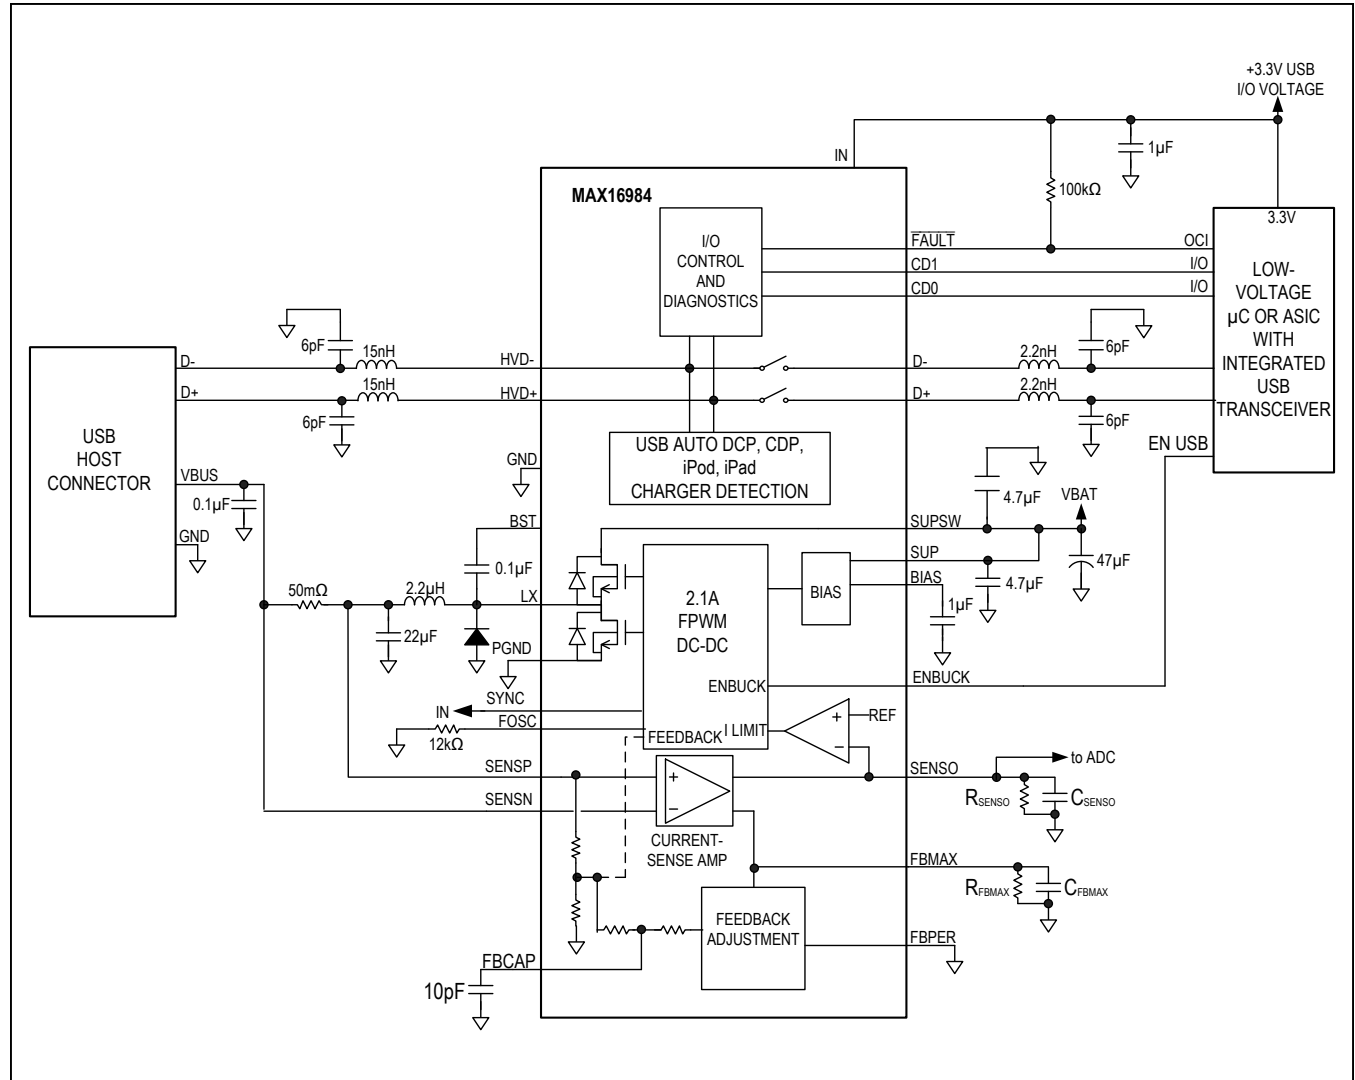 +3.3V USB
I/O VOLTAGE
IN
1µF
MAX16984
100kΩ
3.3V
I/O
CONTROL
AND
DIAGNOSTICS
FAULT
OCI
CD1
I/O
CD0
I/O
LOW-
VOLTAGE
µC OR ASIC
WITH
INTEGRATED
USB
TRANSCEIVER
6pF
15nH
HVD-
D-
2.2nH
6pF
D-
15nH
HVD+
D+
2.2nH
D+
6pF
6pF
USB
HOST
CONNECTOR
USB AUTO DCP, CDP,
iPod, iPad
CHARGER DETECTION
EN USB
GND
VBUS
0.1µF
GND
4.7µF
VBAT
BST
SUPSW
SUP
47µF
0.1µF
BIAS
4.7µF
BIAS
1µF
50mΩ
2.2µH
LX
2.1A
FPWM
DC-DC
22µF
PGND
ENBUCK
ENBUCK
SYNC
IN
FOSC
12kΩ
FEEDBACK
I LIMIT
+
REF
−
SENSP
+
SENSO
to ADC
SENSN
−
RSENSO
CSENSO
CURRENT-
SENSE AMP
FBMAX
RFBMAX
CFBMAX
FEEDBACK
ADJUSTMENT
FBPER
FBCAP
10pF